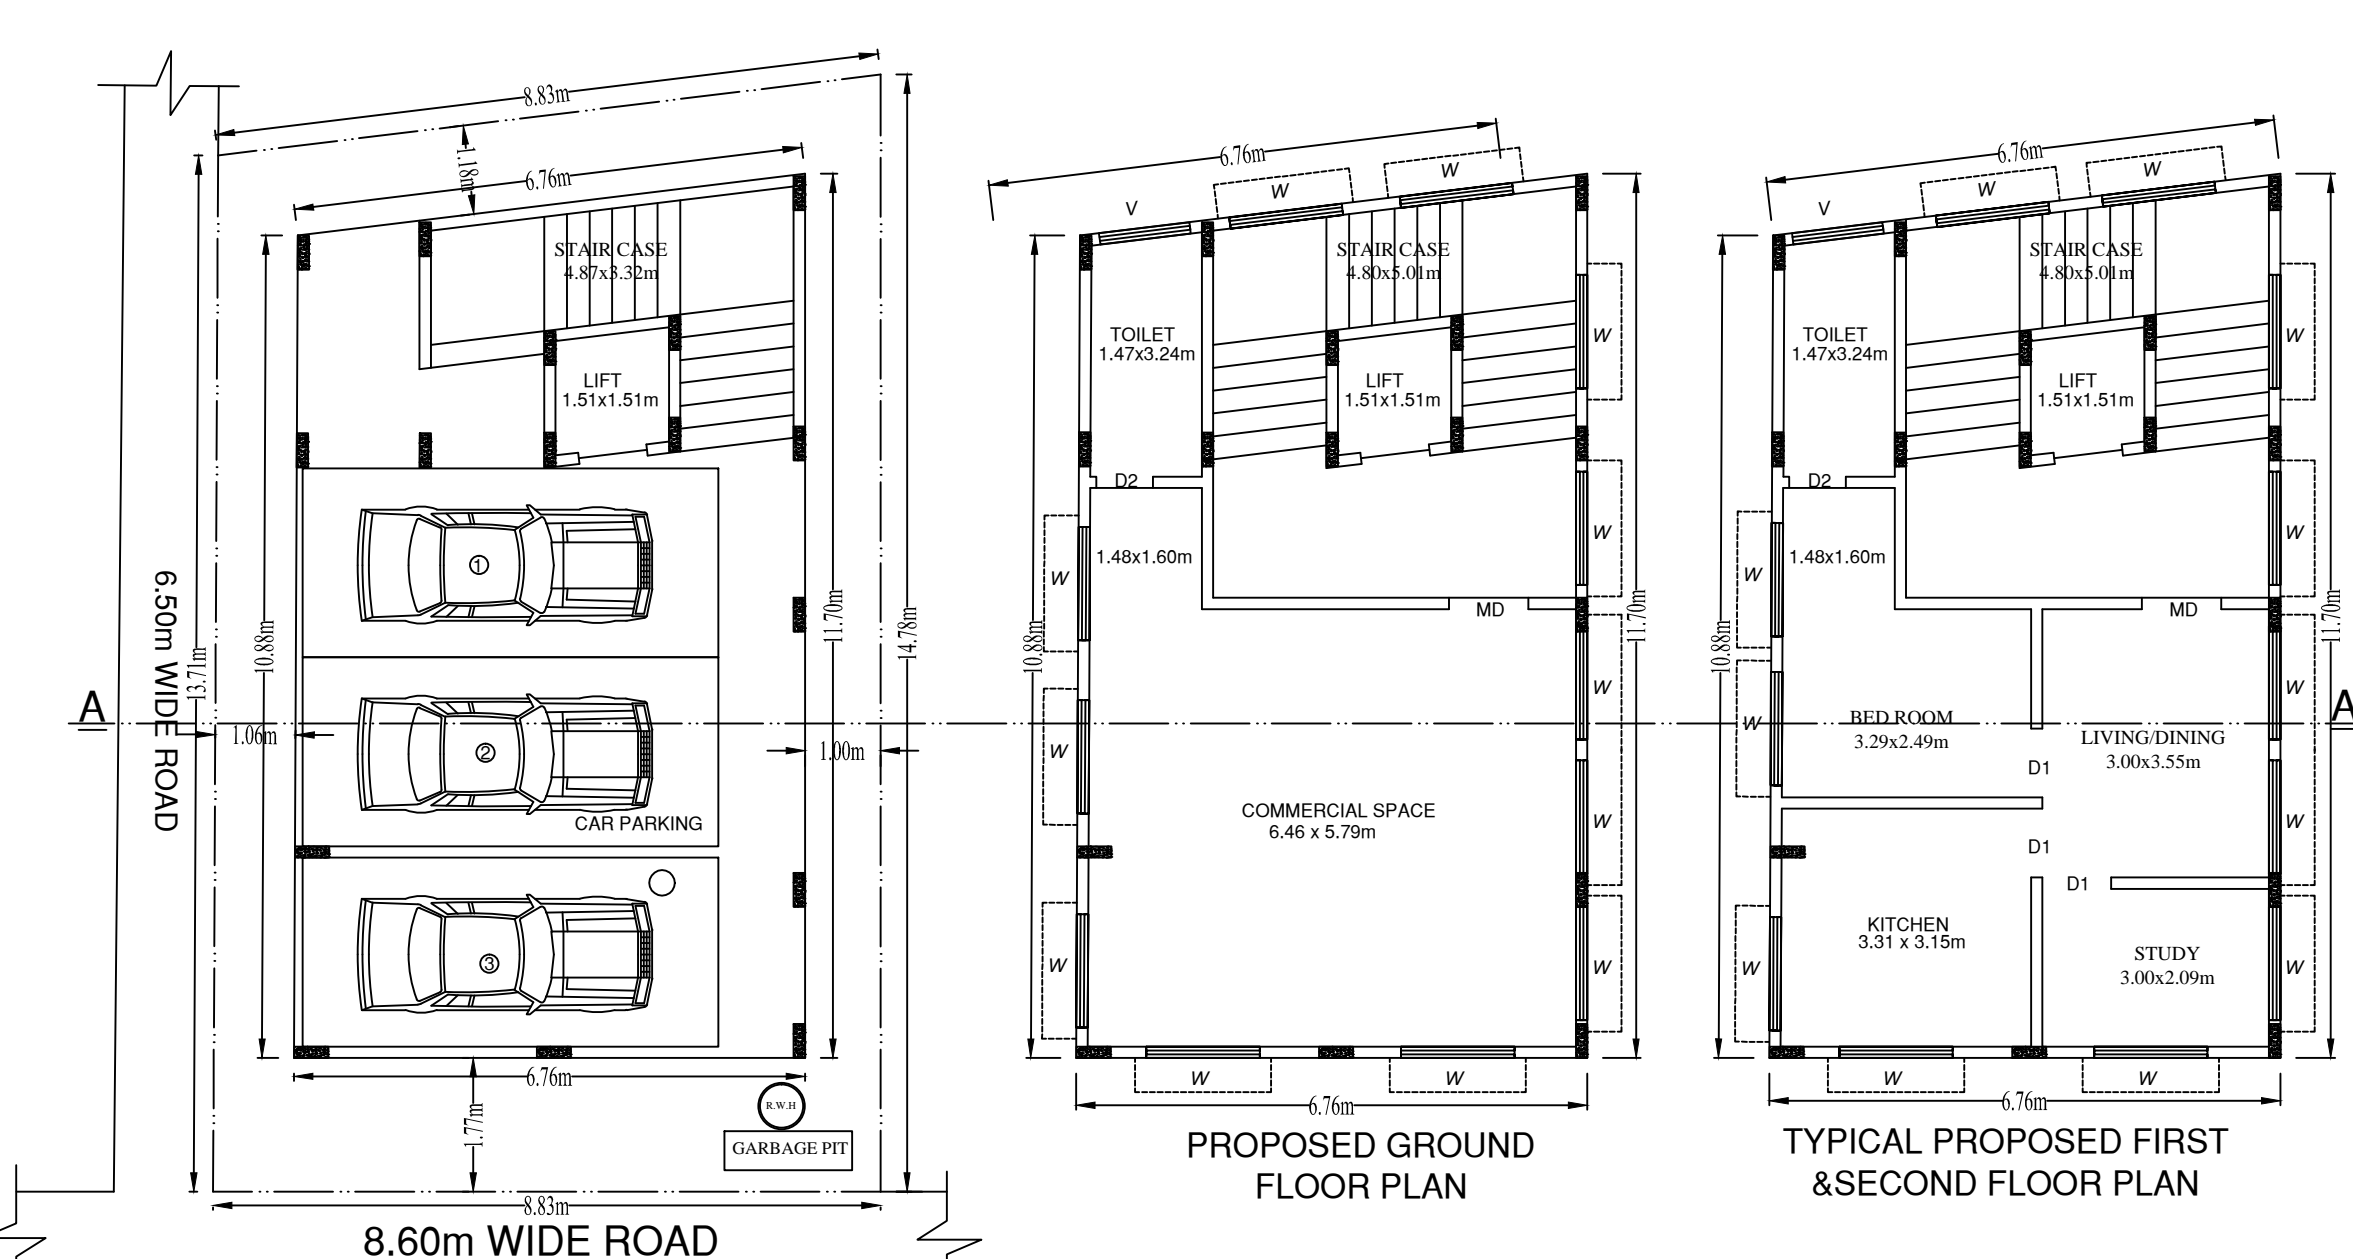 8.83m
1.18m
6.76m
STAIR CASE
4.87x3.32m
LIFT
1.51x1.51m
6.50m WIDE ROAD
13.71m
10.88m
11.70m
14.78m
A
1.06m
1.00m
1
2
CAR PARKING
3
6.76m
1.77m
R.W.H
GARBAGE PIT
8.83m
8.60m WIDE ROAD
6.76m
V
W
W
STAIR CASE
4.80x5.01m
TOILET
1.47x3.24m
LIFT
1.51x1.51m
W
D2
W
1.48x1.60m
W
MD
10.88m
11.70m
W
W
COMMERCIAL SPACE
6.46 x 5.79m
W
W
W
W
W
6.76m
PROPOSED GROUND
FLOOR PLAN
6.76m
V
W
W
STAIR CASE
4.80x5.01m
TOILET
1.47x3.24m
LIFT
1.51x1.51m
W
D2
W
1.48x1.60m
W
MD
10.88m
11.70m
W
W
A
BED ROOM
3.29x2.49m
LIVING/DINING
3.00x3.55m
D1
W
D1
D1
KITCHEN
3.31 x 3.15m
STUDY
3.00x2.09m
W
W
W
W
6.76m
TYPICAL PROPOSED FIRST
&SECOND FLOOR PLAN